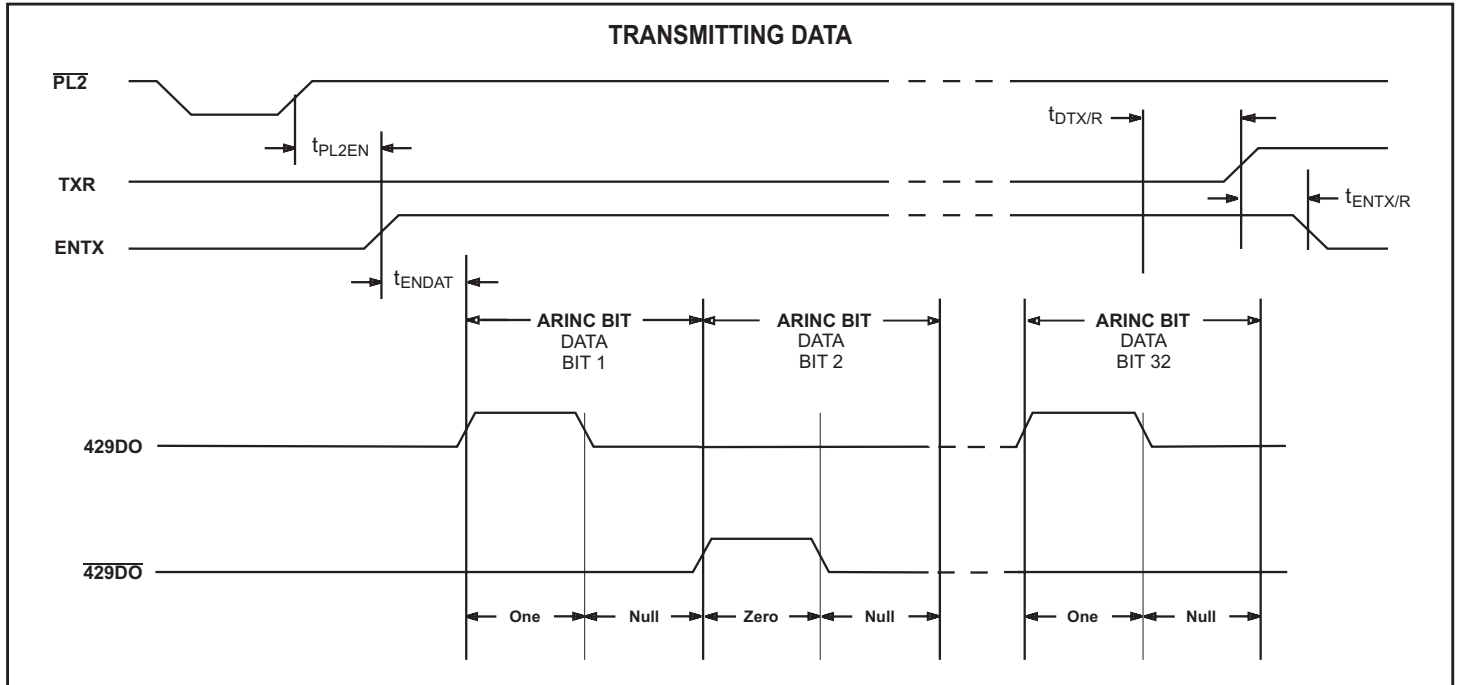 TRANSMITTING DATA
PL2
tDTX/R
tPL2EN
TXR
tENTX/R
ENTX
tENDAT
ARINC BIT ARINC BIT ARINC BIT
DATA DATA DATA
BIT 1 BIT 2 BIT 32
429DO
429DO
One Null Zero Null One Null